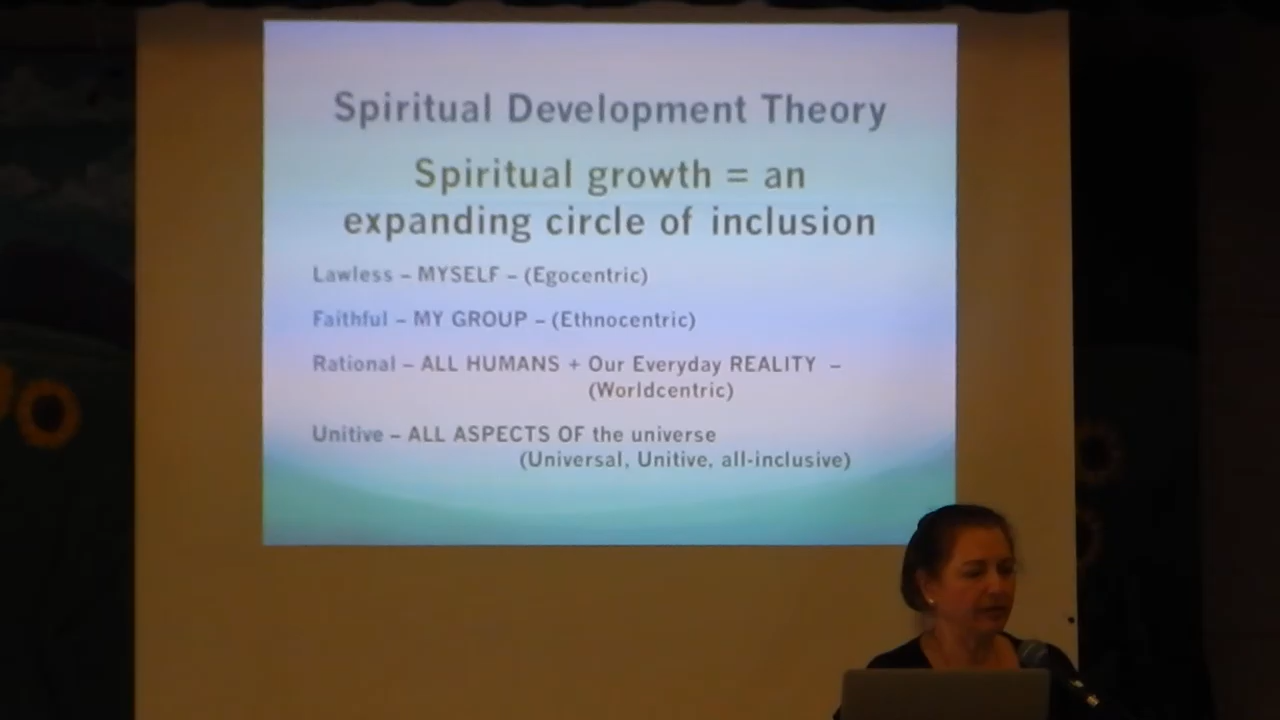 Spiritual Development Theory
Spiritual growth = an
expanding circle of inclusion
Lawless – MYSELF – (Egocentric)
Faithful – MY GROUP – (Ethnocentric)
Rational – ALL HUMANS + Our Everyday REALITY –
(Worldcentric)
Unitive – ALL ASPECTS OF the universe
(Universal, Unitive, all-inclusive)